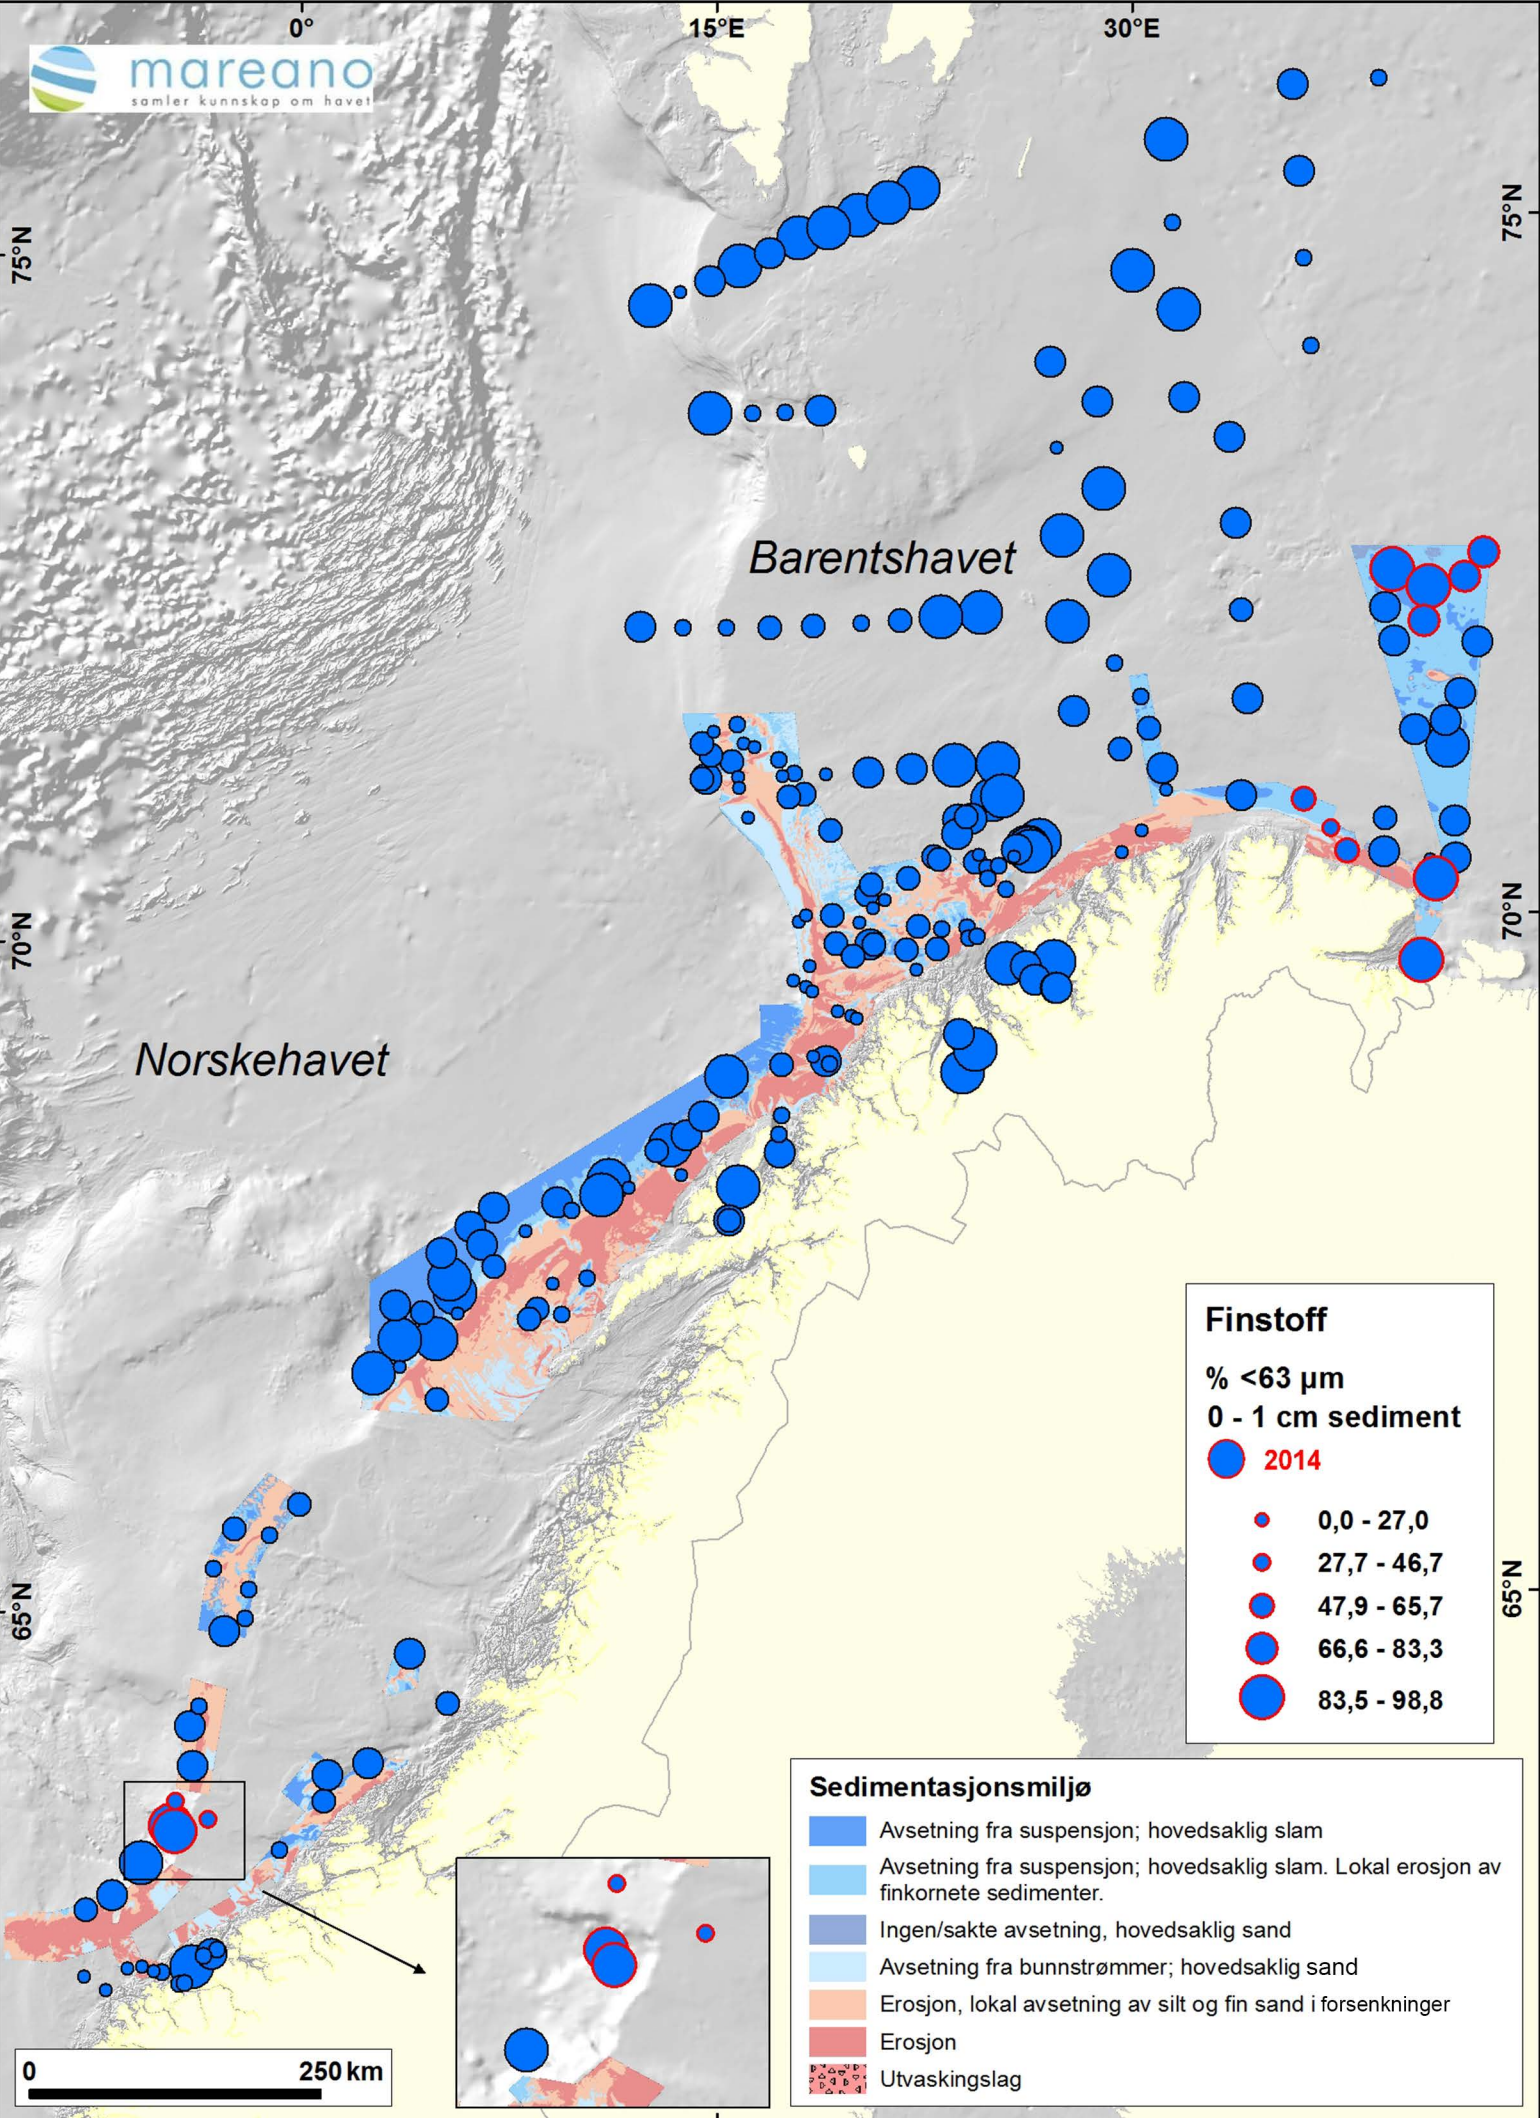 0°
15°E
30°E
mareano
samler kunnskap om havet
75°N
75°N
Barentshavet
70°N
70°N
Norskehavet
Finstoff
% <63 µm
0 - 1 cm sediment
2014
0,0 - 27,0
27,7 - 46,7
47,9 - 65,7
66,6 - 83,3
83,5 - 98,8
65°N
65°N
Sedimentasjonsmiljø
Avsetning fra suspensjon; hovedsaklig slam
Avsetning fra suspensjon; hovedsaklig slam. Lokal erosjon av
finkornete sedimenter.
Ingen/sakte avsetning, hovedsaklig sand
Avsetning fra bunnstrømmer; hovedsaklig sand
Erosjon, lokal avsetning av silt og fin sand i forsenkninger
Erosjon
Utvaskingslag
0 250 km